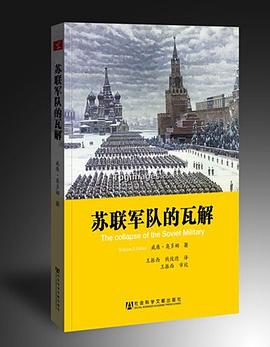 苏联军队的瓦解
苏联军队的瓦解
The collapse of the Soviet Military
威廉·奥多姆 著
王振西 钱俊德 译
王振西 审校
社会科学文献出版社